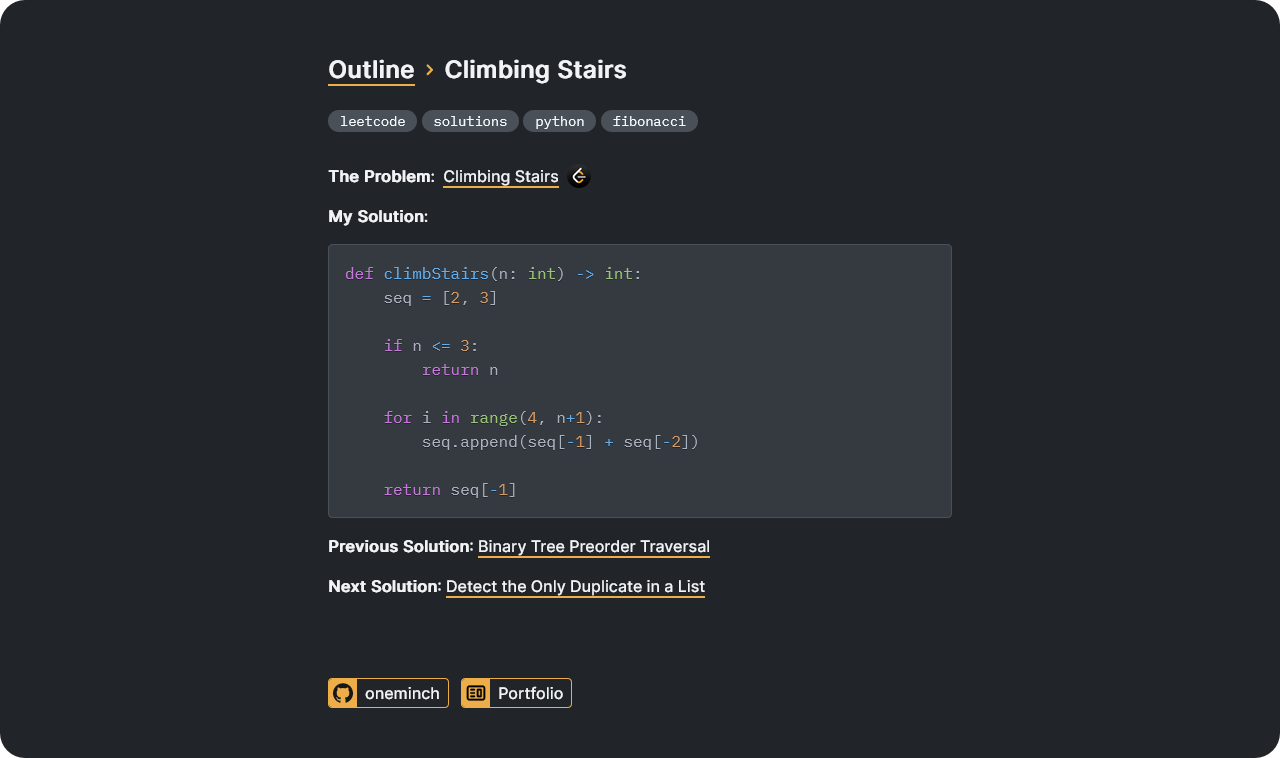 Outline › Climbing Stairs
leetcode solutions python fibonacci
The Problem: Climbing Stairs
My Solution:
def climbStairs(n: int) -> int:
    seq = [2, 3]
    if n <= 3:
        return n
    for i in range(4, n+1):
        seq.append(seq[-1] + seq[-2])
    return seq[-1]
Previous Solution: Binary Tree Preorder Traversal
Next Solution: Detect the Only Duplicate in a List
oneminch Portfolio